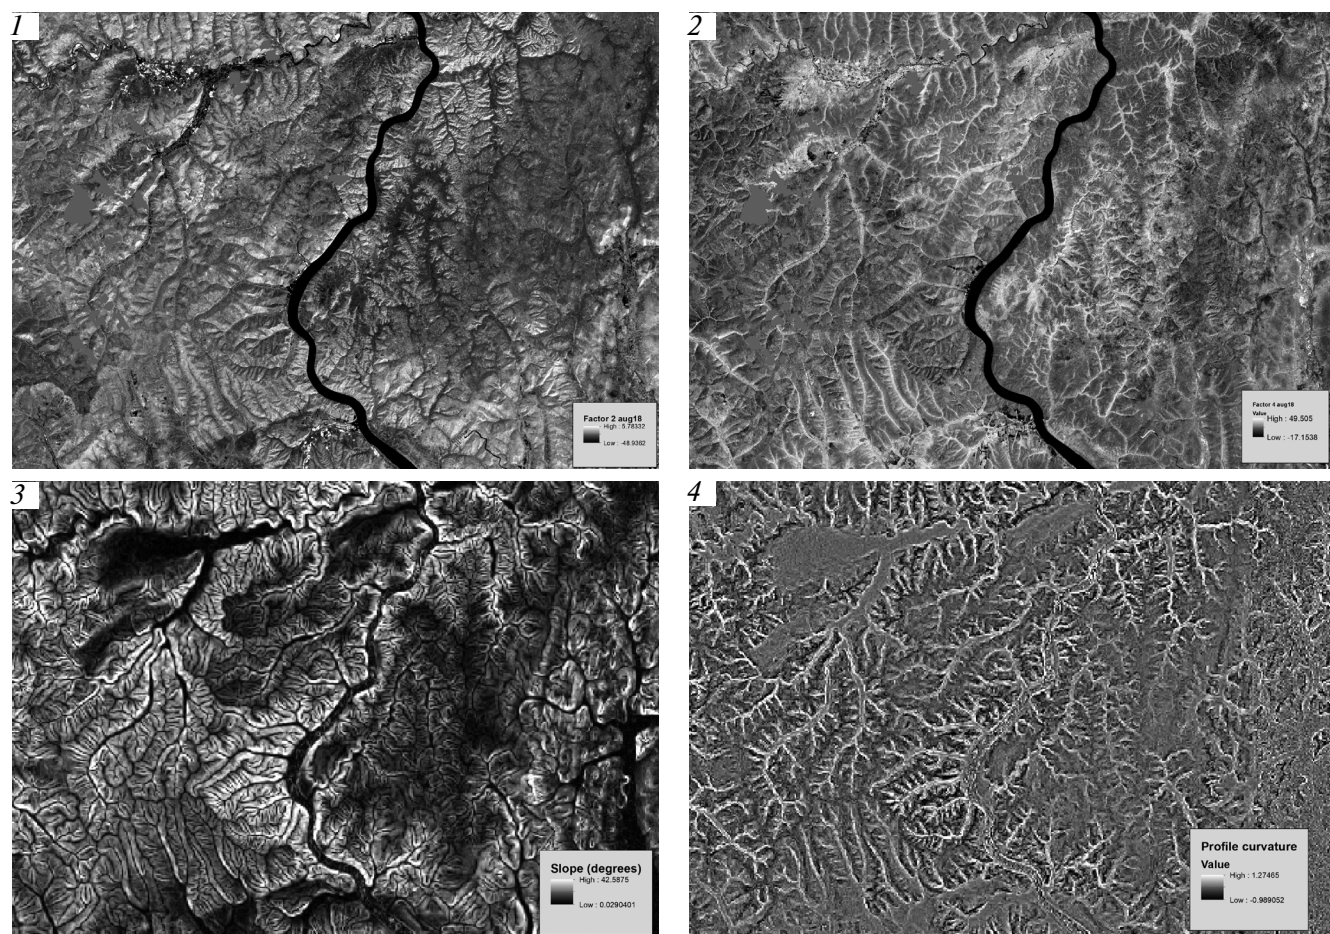 1
Factor 2 aug18
High : 5.78332
Low : -48.9362
2
Factor 4 aug18
Value
High : 49.505
Low : -17.1538
3
Slope (degrees)
High : 42.5875
Low : 0.0290401
4
Profile curvature
Value
High : 1.27465
Low : -0.989052